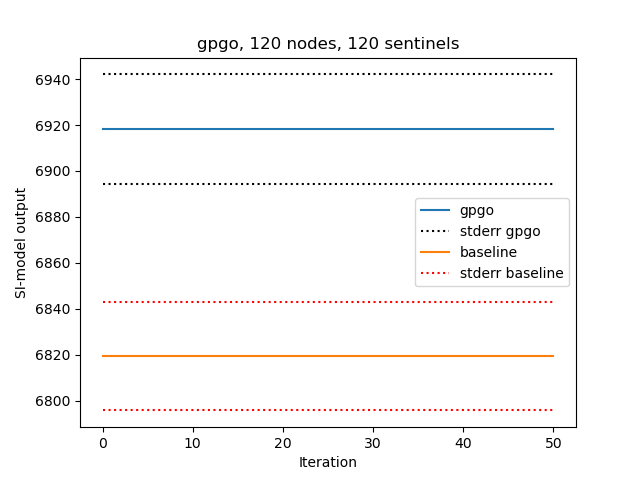 gpgo, 120 nodes, 120 sentinels
SI-model output
6940
6920
6900
6880
6860
6840
6820
6800
gpgo
stderr gpgo
baseline
stderr baseline
0 10 20 30 40 50
Iteration